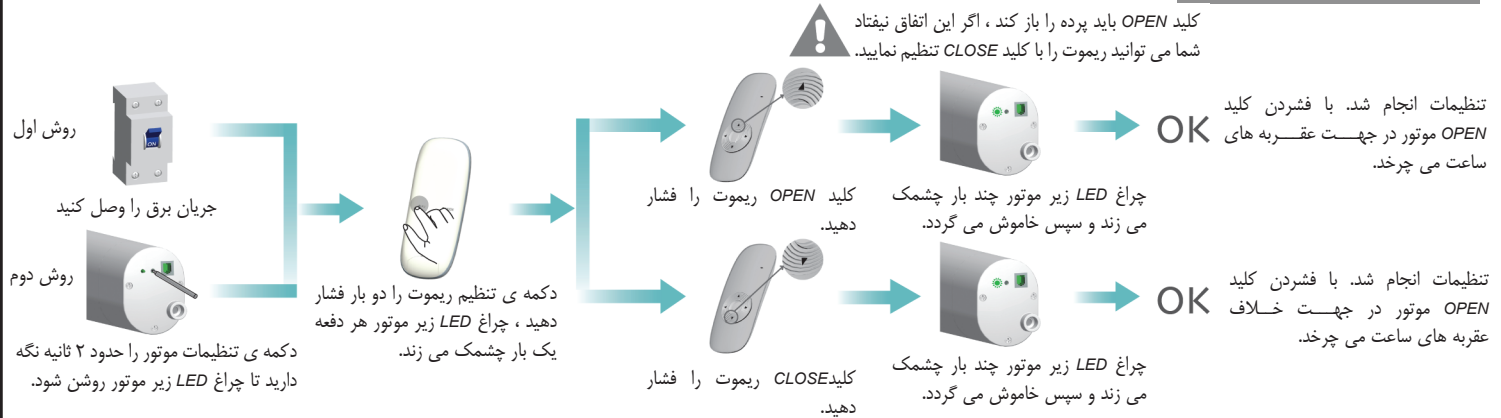 کلید OPEN باید پرده را باز کند ، اگر این اتفاق نیفتاد
شما می توانید ریموت را با کلید CLOSE تنظیم نمایید.
روش اول
ON
جریان برق را وصل کنید
روش دوم
دکمه ی تنظیمات موتور را حدود ۲ ثانیه نگه
دارید تا چراغ LED زیر موتور روشن شود.
دکمه ی تنظیم ریموت را دو بار فشار
دهید ، چراغ LED زیر موتور هر دفعه
یک بار چشمک می زند.
کلید OPEN ریموت را فشار
دهید.
چراغ LED زیر موتور چند بار چشمک
می زند و سپس خاموش می گردد.
OK
تنظیمات انجام شد. با فشردن کلید
OPEN موتور در جهـــت عقـــربه های
ساعت می چرخد.
کلیدCLOSE ریموت را فشار
دهید.
چراغ LED زیر موتور چند بار چشمک
می زند و سپس خاموش می گردد.
OK
تنظیمات انجام شد. با فشردن کلید
OPEN موتور در جهـــت خـــلاف
عقربه های ساعت می چرخد.